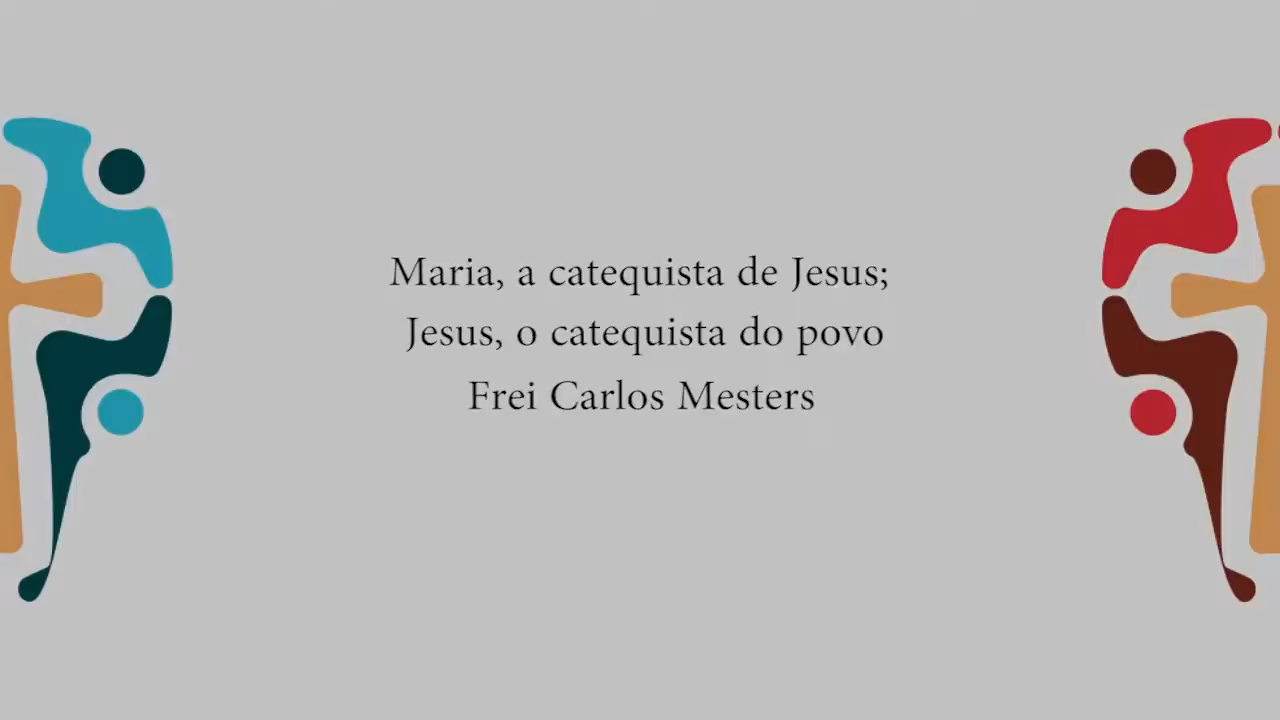 Maria, a catequista de Jesus;
Jesus, o catequista do povo
Frei Carlos Mesters